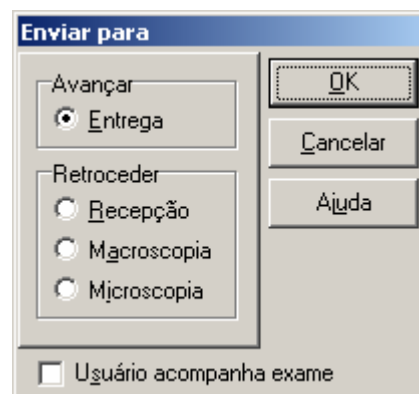 Enviar para
Avançar
Entrega
Retroceder
Recepção
Macroscopia
Microscopia
OK
Cancelar
Ajuda
Usuário acompanha exame